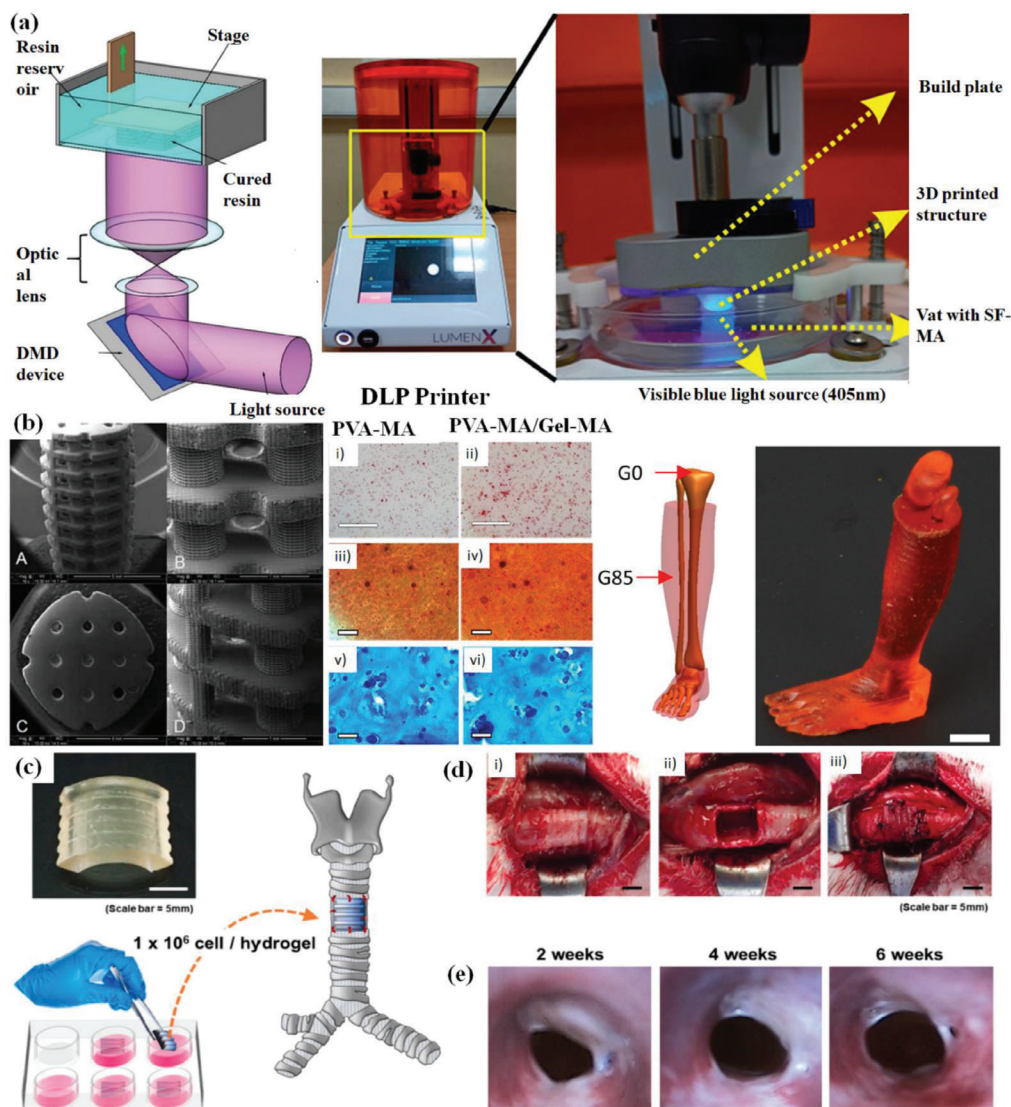 (a)
Resin
reserv
oir
Stage
Cured
resin
Optic
al lens
DMD
device
Light source
LUMENX
DLP Printer
Build plate
3D printed
structure
Vat with SF-
MA
Visible blue light source (405nm)
(b)
A
B
C
D
PVA-MA
PVA-MA/Gel-MA
i)
ii)
iii)
iv)
v)
vi)
G0
G85
(c)
(Scale bar = 5mm)
1 x 10⁶ cell / hydrogel
(d)
i)
ii)
iii)
(Scale bar = 5mm)
(e)
2 weeks
4 weeks
6 weeks